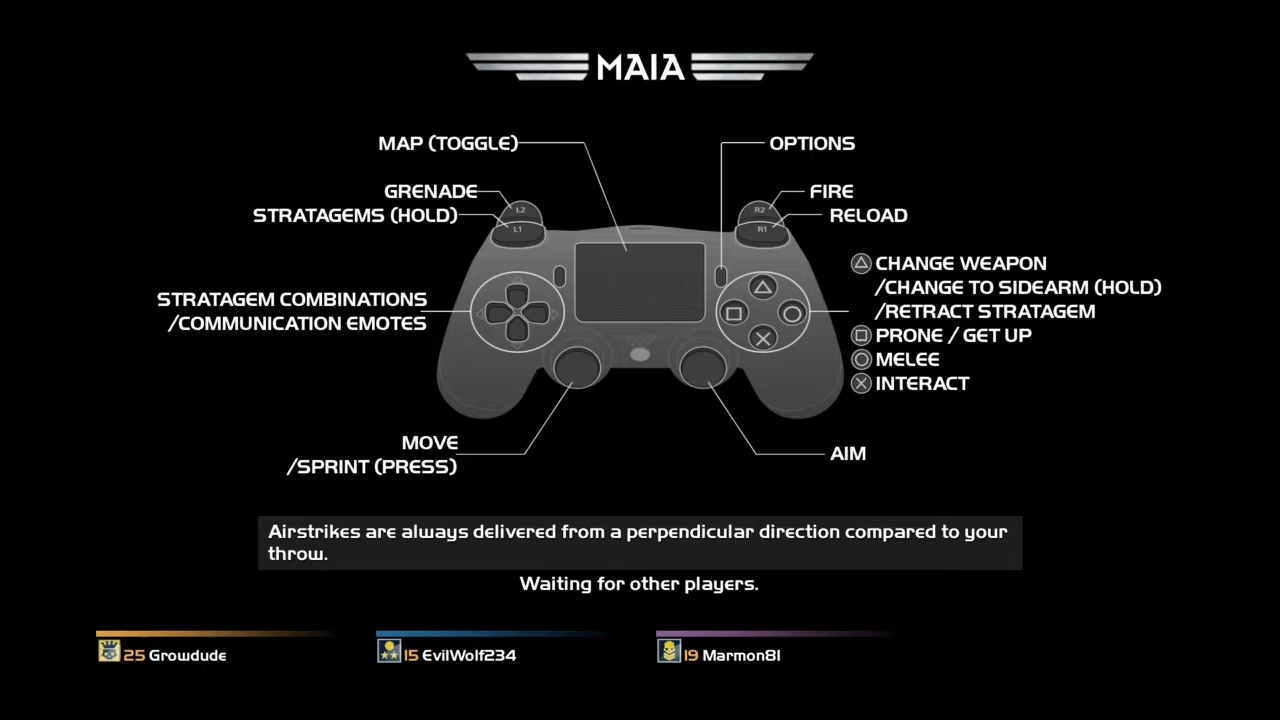 MAIA
MAP (TOGGLE)
OPTIONS
GRENADE
FIRE
STRATAGEMS (HOLD)
RELOAD
L2
L1
R2
R1
CHANGE WEAPON
/CHANGE TO SIDEARM (HOLD)
/RETRACT STRATAGEM
PRONE / GET UP
MELEE
INTERACT
STRATAGEM COMBINATIONS
/COMMUNICATION EMOTES
MOVE
/SPRINT (PRESS)
AIM
Airstrikes are always delivered from a perpendicular direction compared to your
throw.
Waiting for other players.
25 Growdude
15 EvilWolf234
19 Marmon81